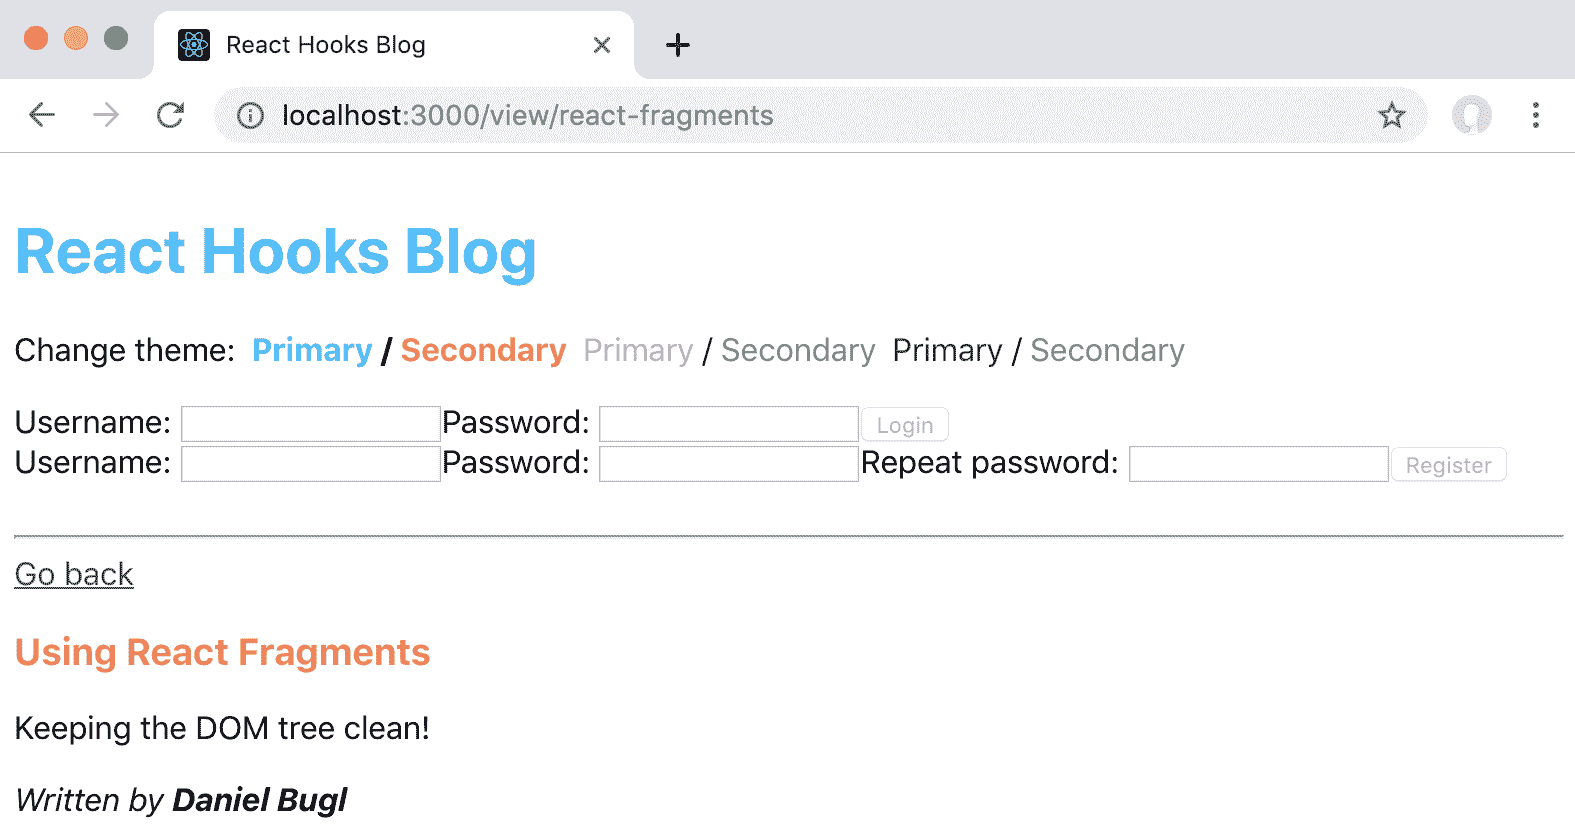 React Hooks Blog
localhost:3000/view/react-fragments
React Hooks Blog
Change theme: Primary / Secondary Primary / Secondary Primary / Secondary
Username: Password: Login
Username: Password: Repeat password: Register
Go back
Using React Fragments
Keeping the DOM tree clean!
Written by Daniel Bugl